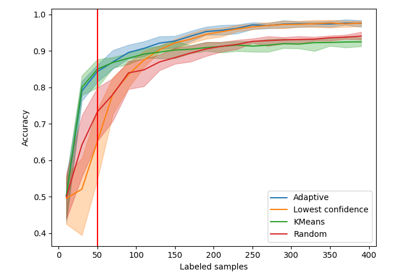 1.0
0.9
0.8
0.7
0.6
0.5
0.4
Accuracy
Adaptive
Lowest confidence
KMeans
Random
0 50 100 150 200 250 300 350 400
Labeled samples